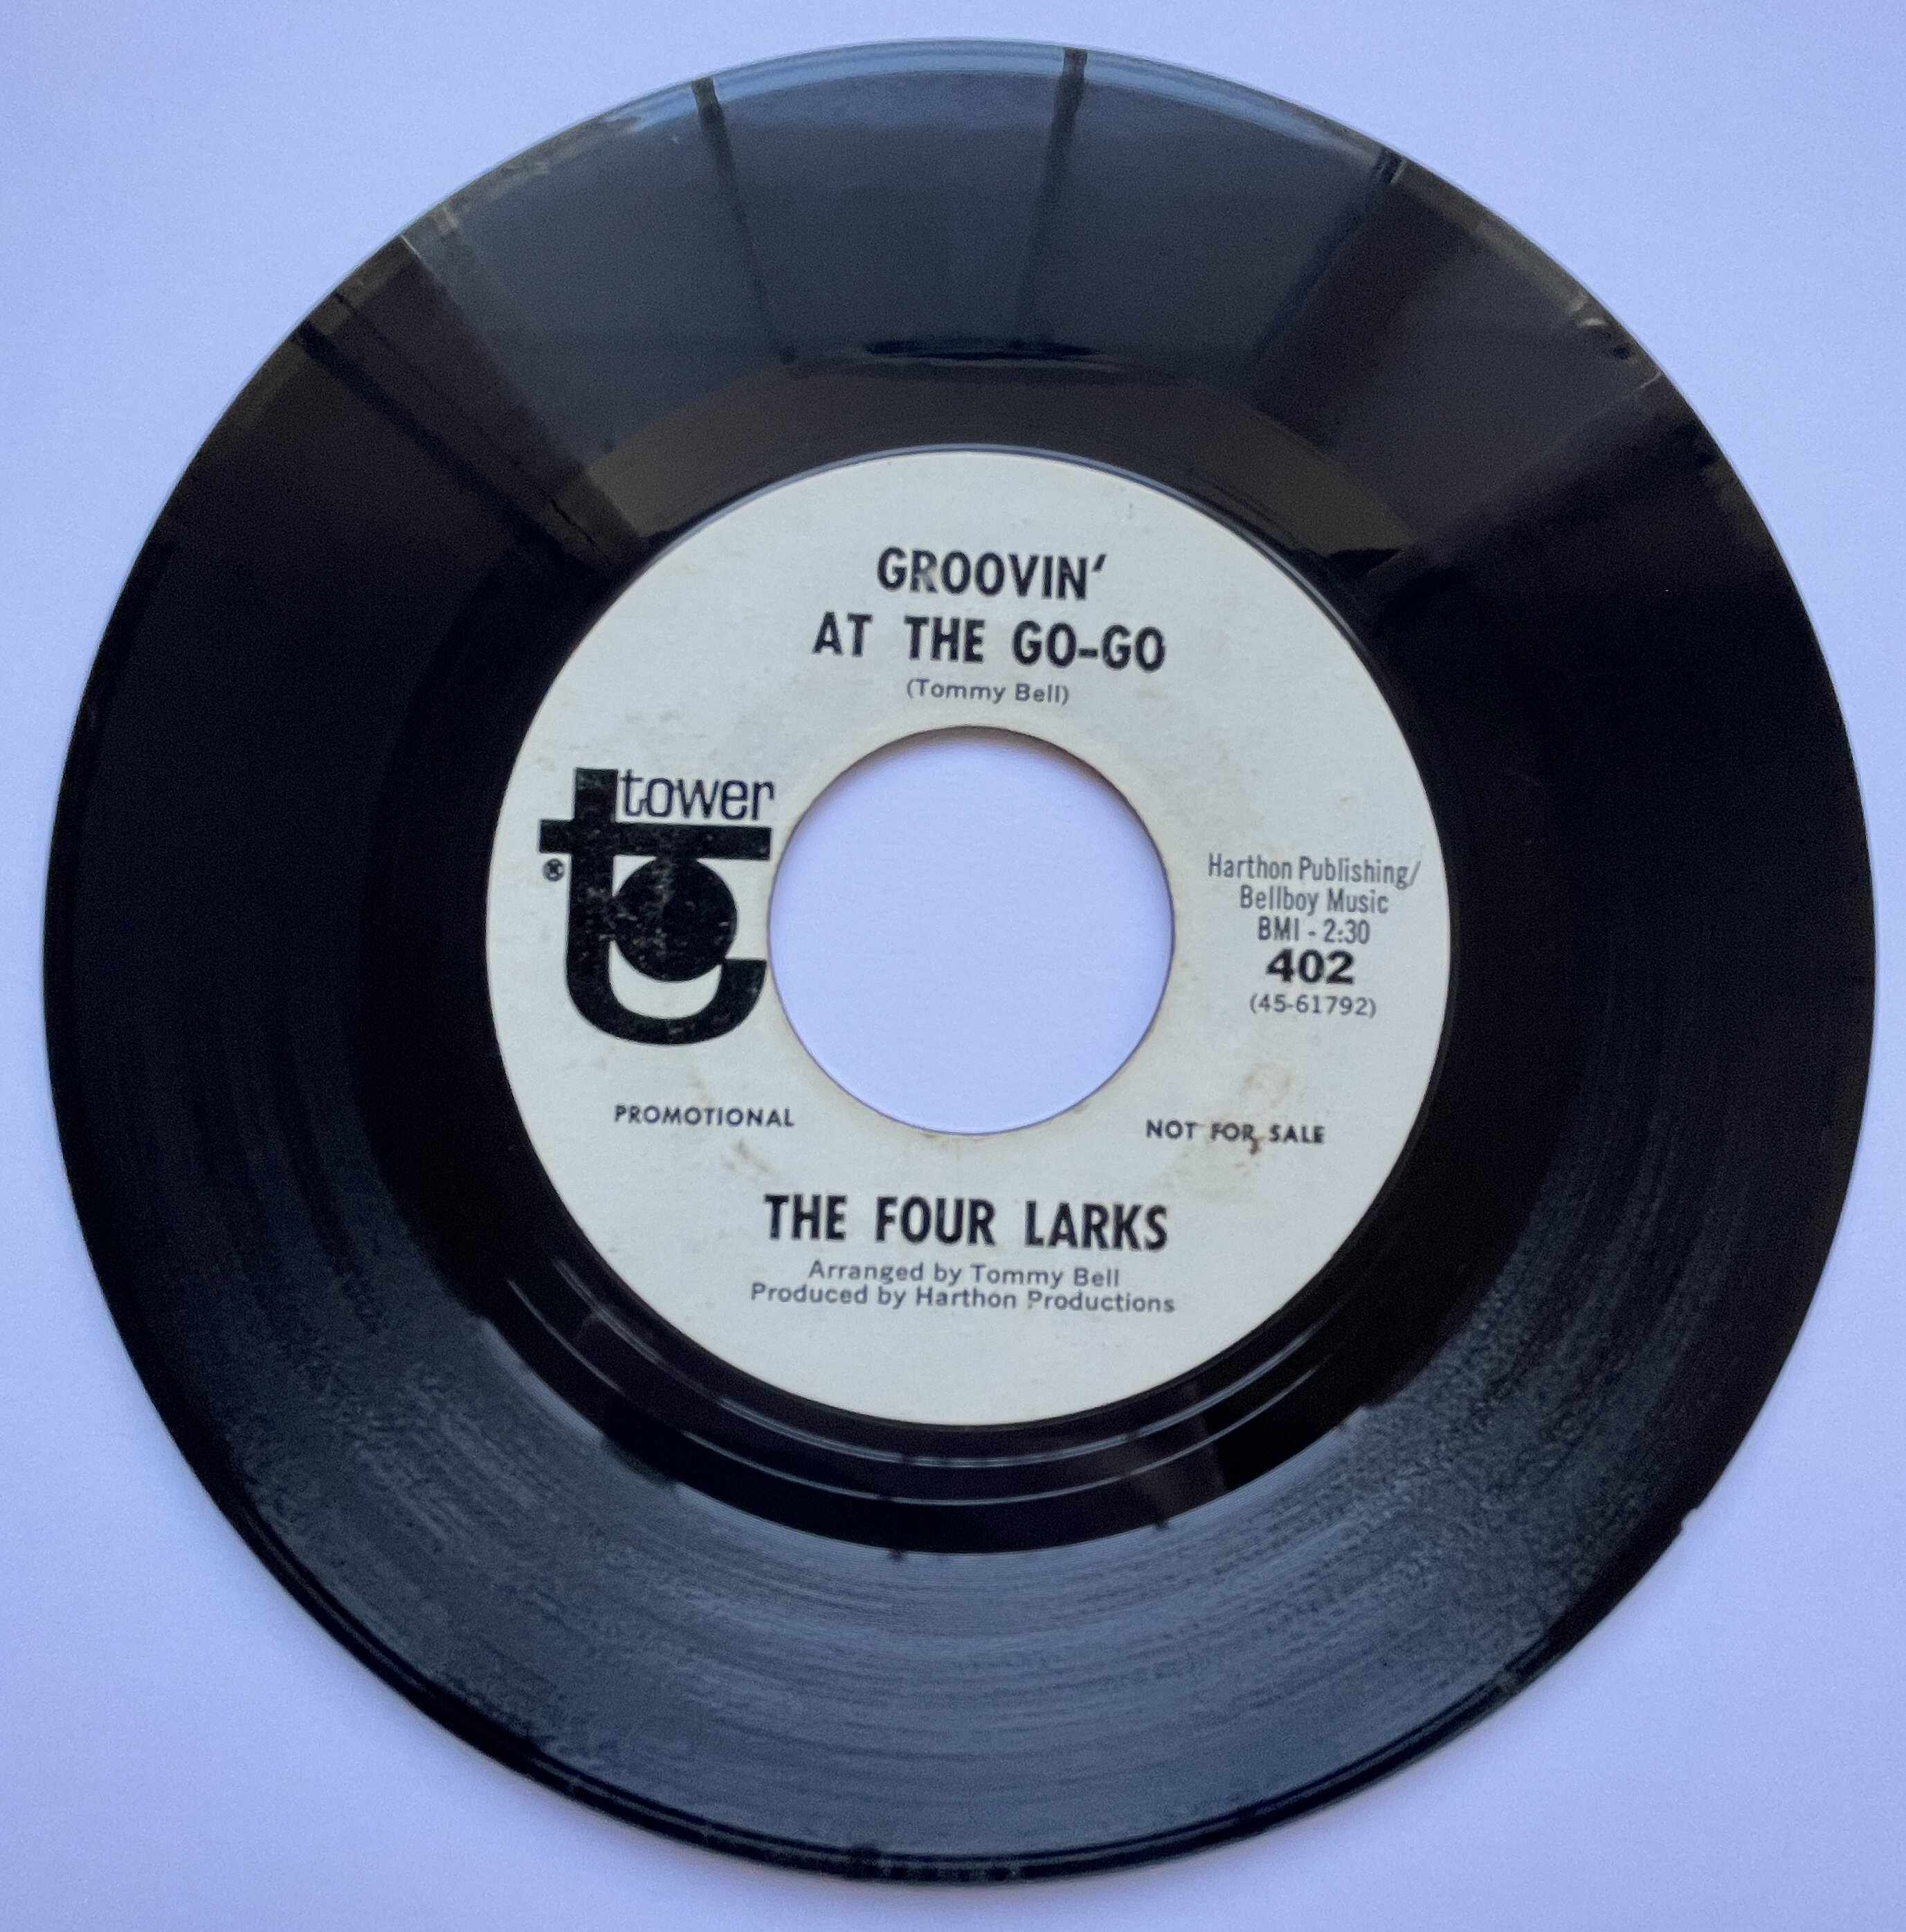 GROOVIN'
AT THE GO-GO
(Tommy Bell)
tower
®
Harthon Publishing/
Bellboy Music
BMI - 2:30
402
(45-61792)
PROMOTIONAL
NOT FOR SALE
THE FOUR LARKS
Arranged by Tommy Bell
Produced by Harthon Productions